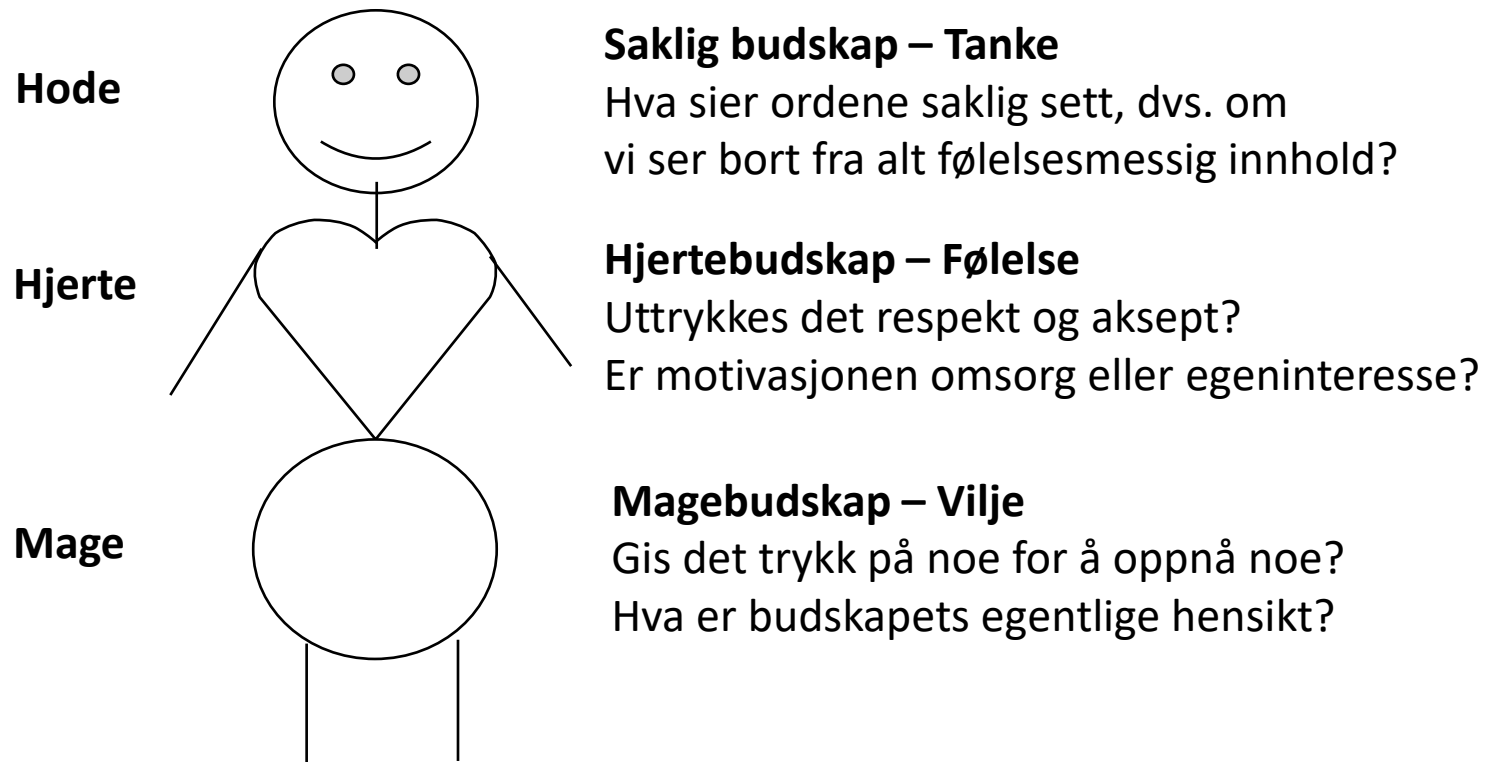 Hode
Saklig budskap – Tanke
Hva sier ordene saklig sett, dvs. om
vi ser bort fra alt følelsesmessig innhold?
Hjerte
Hjertebudskap – Følelse
Uttrykkes det respekt og aksept?
Er motivasjonen omsorg eller egeninteresse?
Mage
Magebudskap – Vilje
Gis det trykk på noe for å oppnå noe?
Hva er budskapets egentlige hensikt?